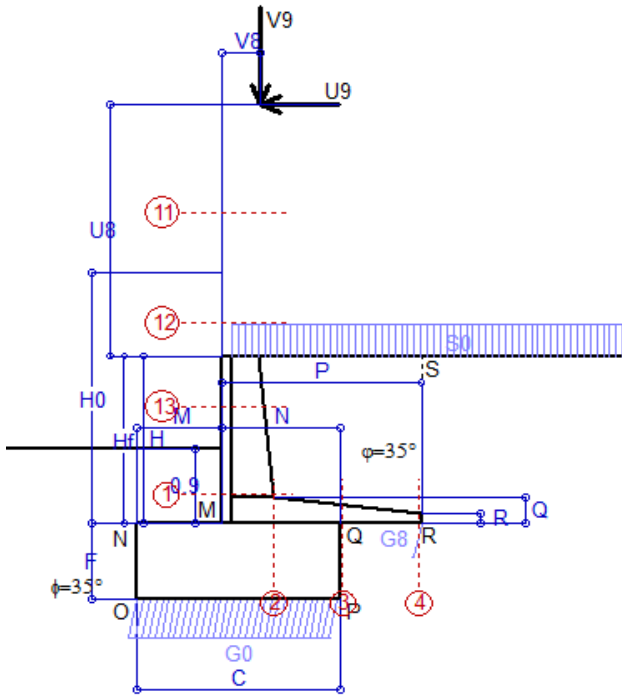 V9
V8
U9
11
U8
12
S0
P
S
H0
13
M
N
Hf
H
φ=35°
0.9
1
M
Q
R
N
Q
R
G8
F
ϕ=35°
O
2
3
P
4
G0
C